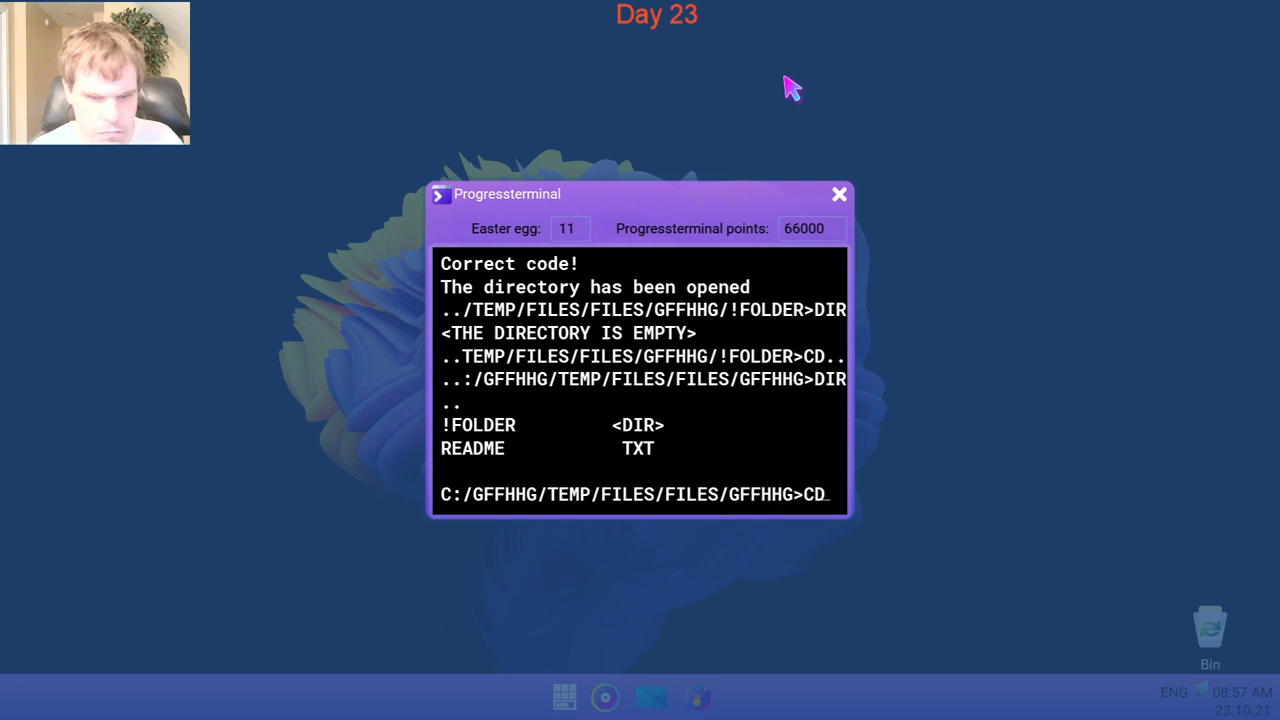 Day 23
Progressterminal
Easter egg: 11 Progressterminal points: 66000
Correct code!
The directory has been opened
../TEMP/FILES/FILES/GFFHHG/!FOLDER>DIR
<THE DIRECTORY IS EMPTY>
..TEMP/FILES/FILES/GFFHHG/!FOLDER>CD..
..:/GFFHHG/TEMP/FILES/FILES/GFFHHG>DIR
..
!FOLDER <DIR>
README TXT
C:/GFFHHG/TEMP/FILES/FILES/GFFHHG>CD_
Bin
ENG 08:57 AM
23.10.21